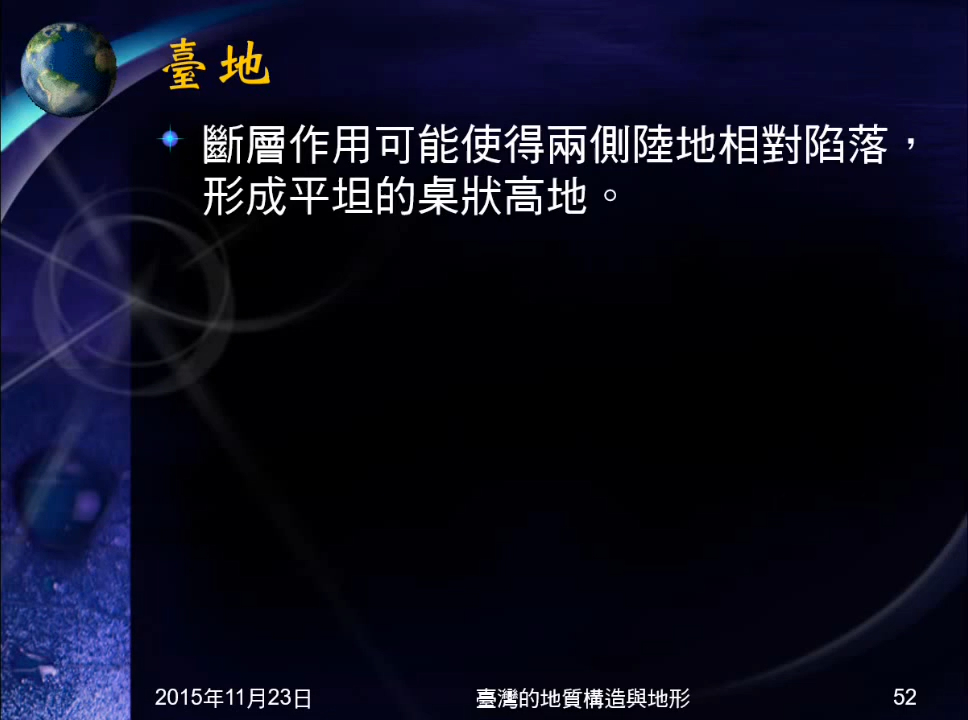 臺地
斷層作用可能使得兩側陸地相對陷落，
形成平坦的桌狀高地。
2015年11月23日
臺灣的地質構造與地形
52